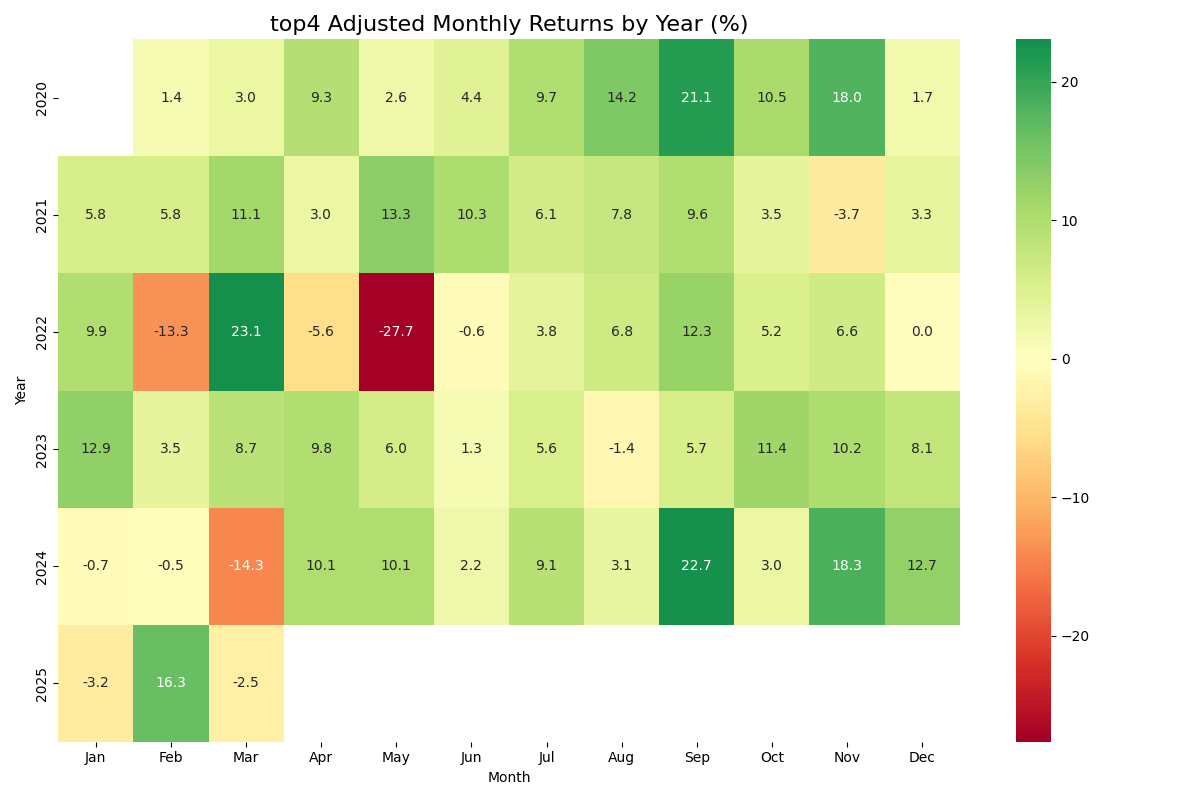 top4 Adjusted Monthly Returns by Year (%)
2020 1.4 3.0 9.3 2.6 4.4 9.7 14.2 21.1 10.5 18.0 1.7
2021 5.8 5.8 11.1 3.0 13.3 10.3 6.1 7.8 9.6 3.5 -3.7 3.3
2022 9.9 -13.3 23.1 -5.6 -27.7 -0.6 3.8 6.8 12.3 5.2 6.6 0.0
2023 12.9 3.5 8.7 9.8 6.0 1.3 5.6 -1.4 5.7 11.4 10.2 8.1
2024 -0.7 -0.5 -14.3 10.1 10.1 2.2 9.1 3.1 22.7 3.0 18.3 12.7
2025 -3.2 16.3 -2.5
Year
Jan Feb Mar Apr May Jun Jul Aug Sep Oct Nov Dec
Month
20
10
0
−10
−20